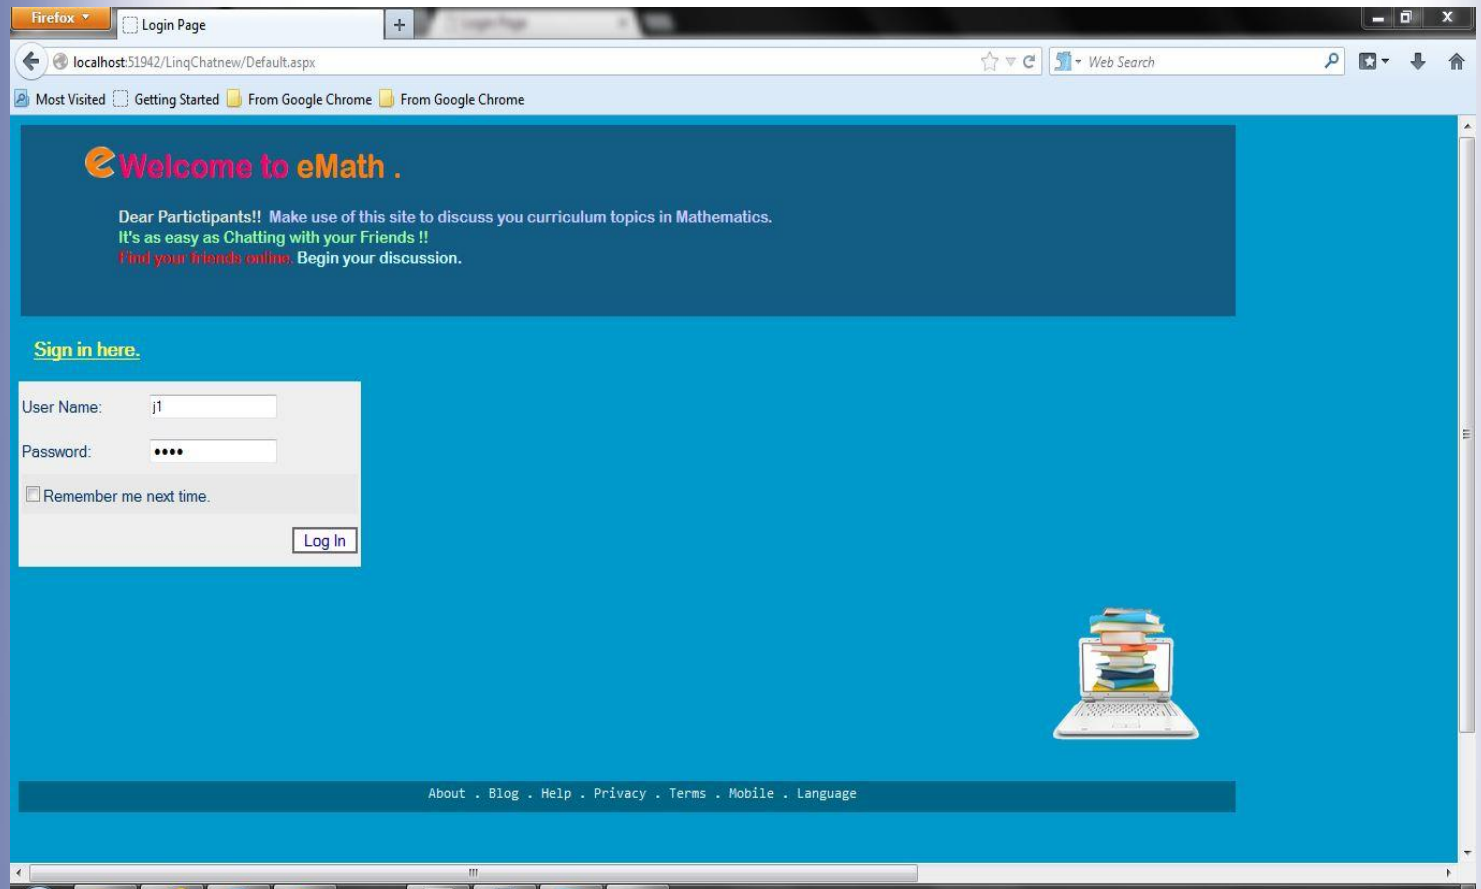 Firefox
Login Page
Login Page
localhost:51942/LinqChatnew/Default.aspx
Web Search
Most Visited Getting Started From Google Chrome From Google Chrome
e Welcome to eMath .
Dear Partictipants!! Make use of this site to discuss you curriculum topics in Mathematics.
It's as easy as Chatting with your Friends !!
Find your friends online. Begin your discussion.
Sign in here.
User Name: j1
Password: ••••
Remember me next time.
Log In
About . Blog . Help . Privacy . Terms . Mobile . Language